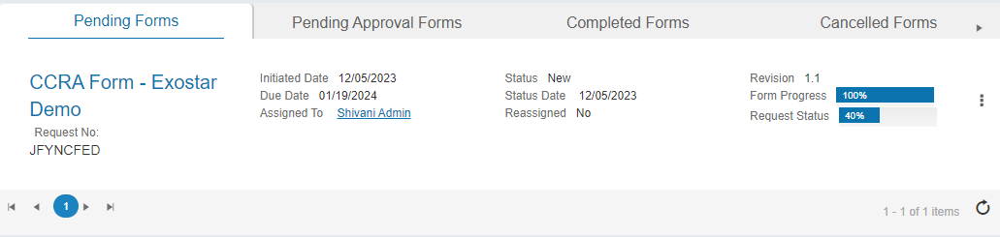 Pending Forms
Pending Approval Forms
Completed Forms
Cancelled Forms
CCRA Form - Exostar
Demo
Request No:
JFYNCFED
Initiated Date 12/05/2023
Due Date 01/19/2024
Assigned To Shivani Admin
Status New
Status Date 12/05/2023
Reassigned No
Revision 1.1
Form Progress 100%
Request Status 40%
1
1 - 1 of 1 items